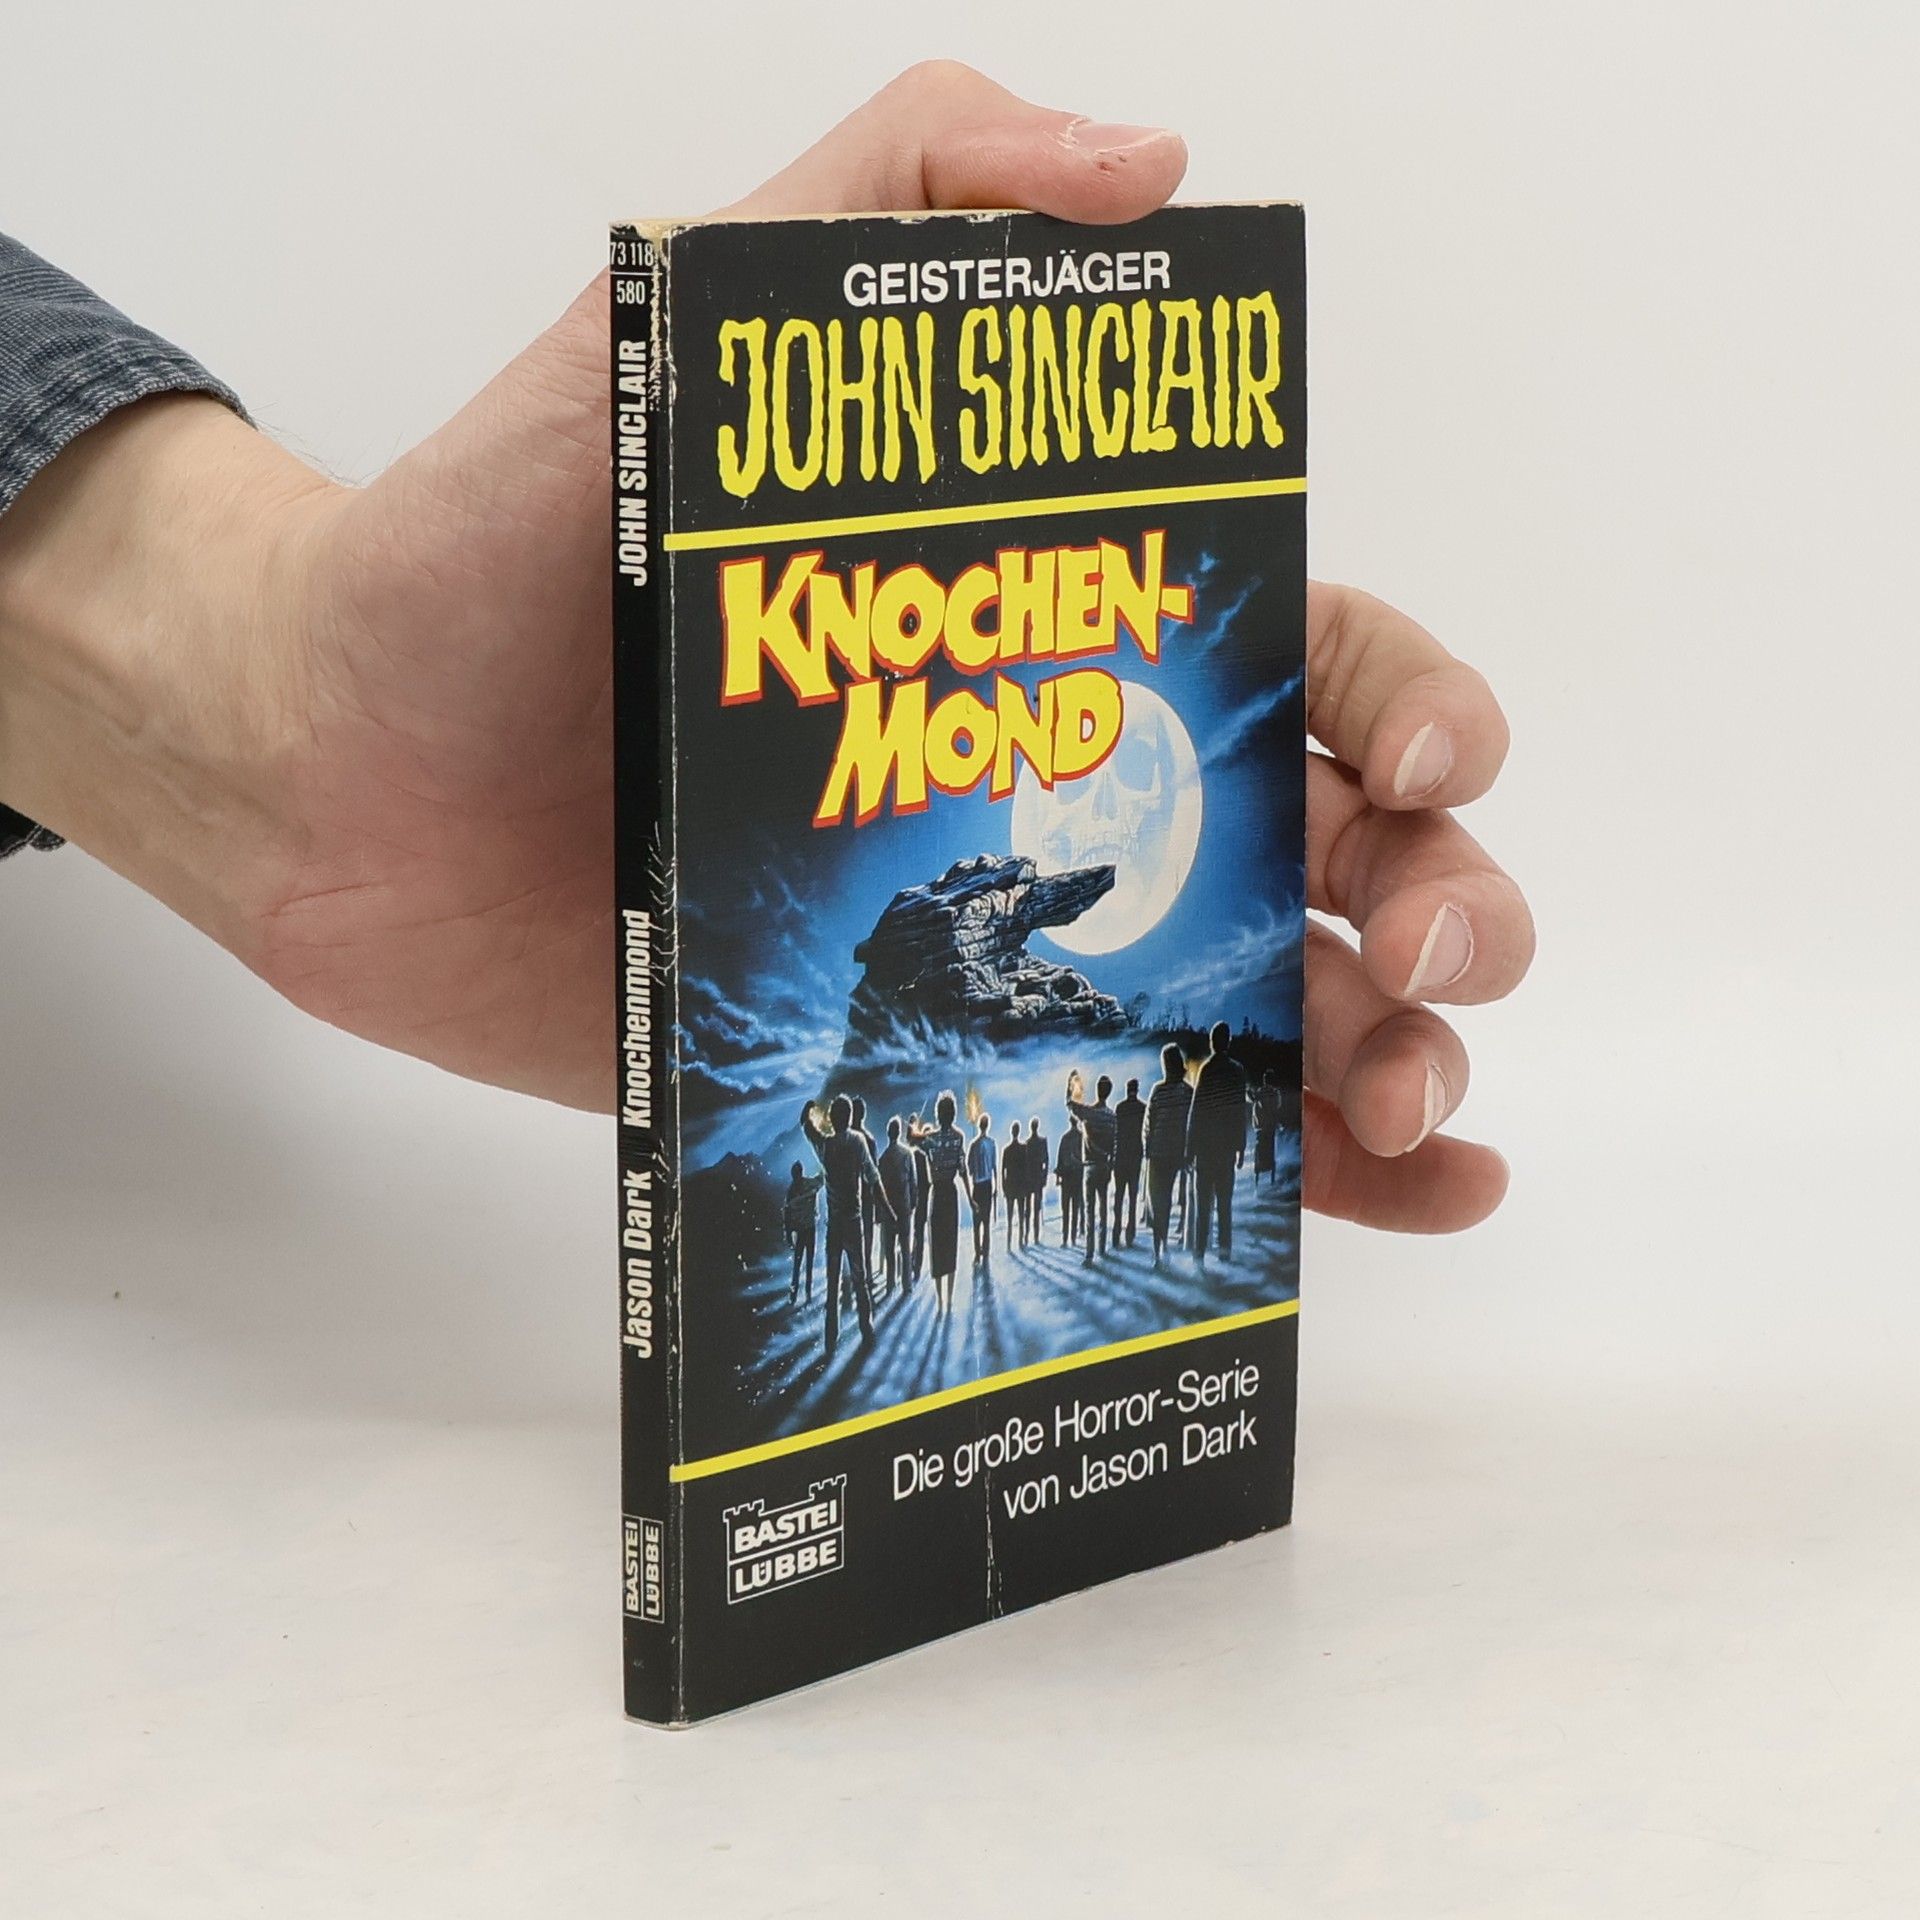 73 118
580
JOHN SINCLAIR
Jason Dark Knochenmond
BASTEI
LÜBBE
GEISTERJÄGER
JOHN SINCLAIR
KNOCHEN-
MOND
Die große Horror-Serie
von Jason Dark
BASTEI
LÜBBE